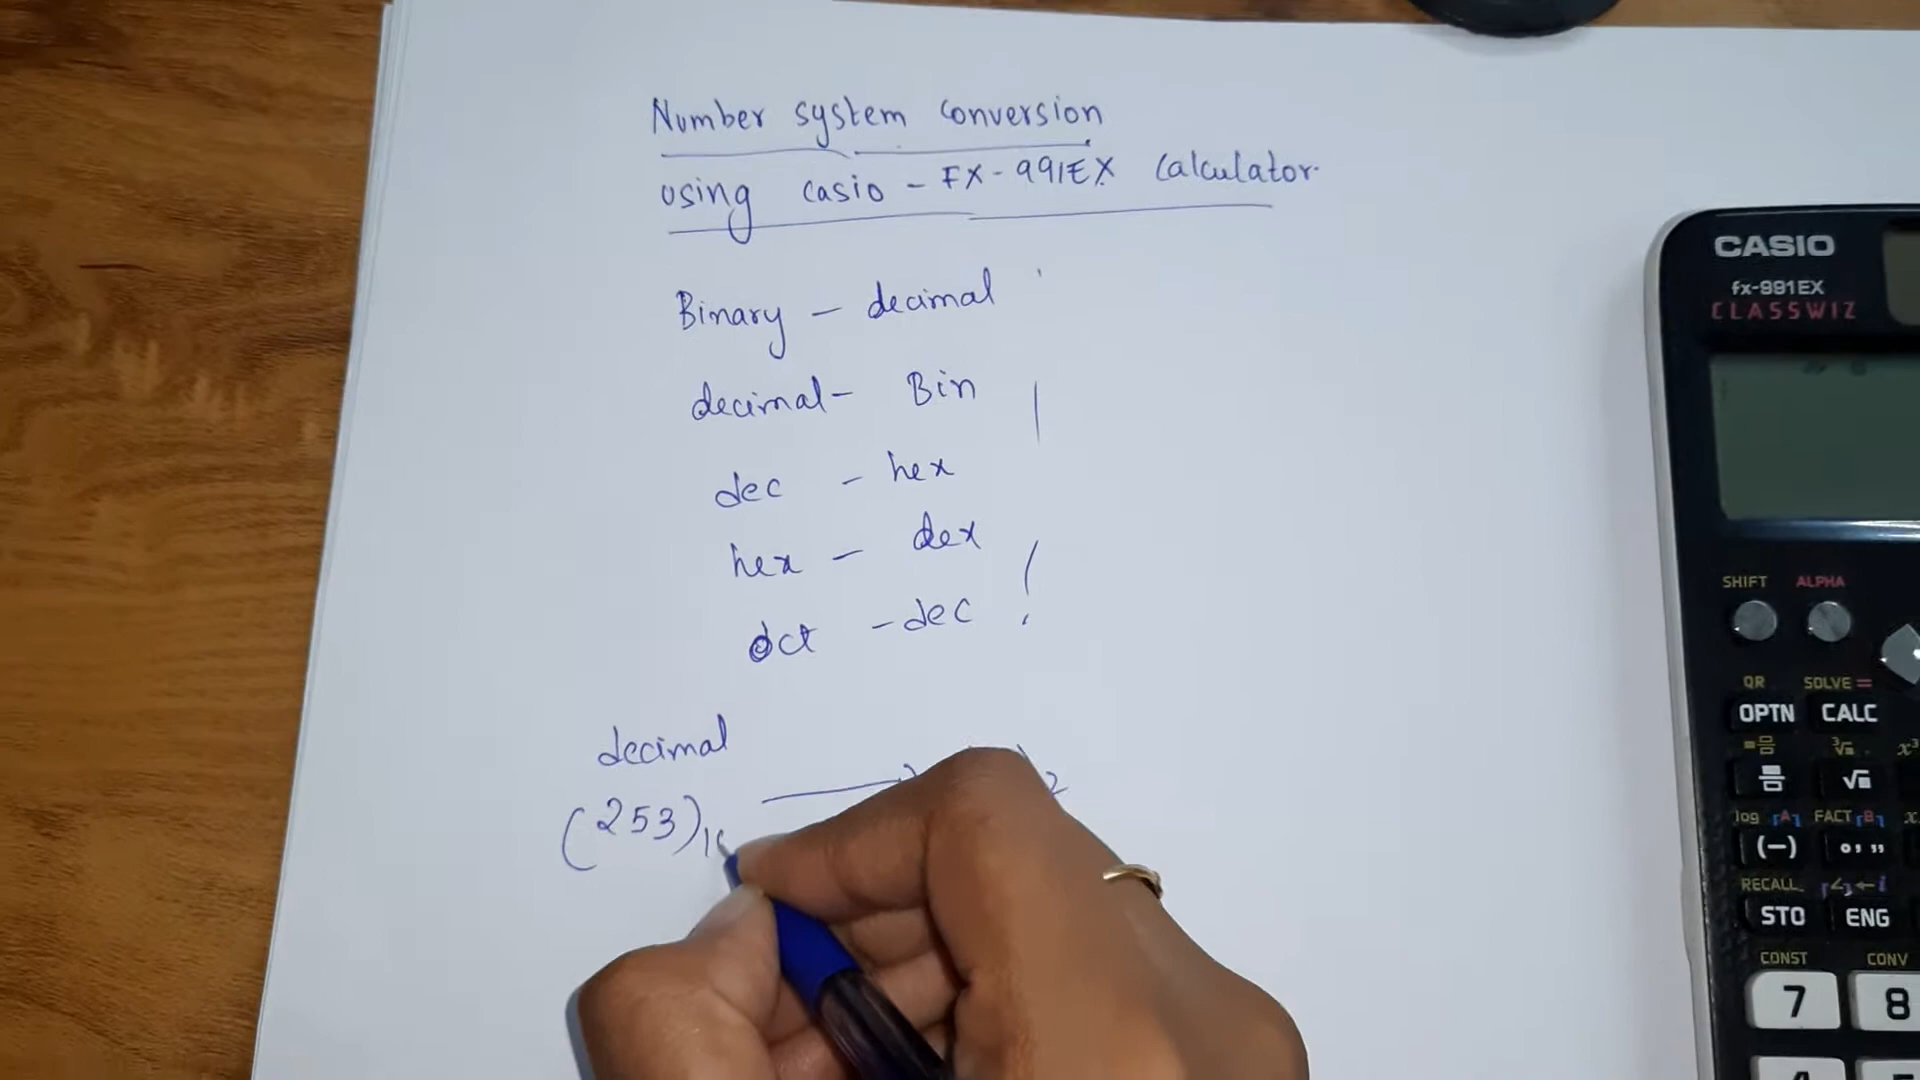 Number system conversion
using casio - FX-991EX calculator.
Binary - decimal
decimal - Bin
dec - hex
hex - dex
oct - dec
decimal
(253)10
)2
CASIO
fx-991EX
CLASSWIZ
SHIFT ALPHA
QR SOLVE =
OPTN CALC
log [A] FACT [B]
(-) ° ' "
RECALL [∠] ← i
STO ENG
CONST CONV
7 8